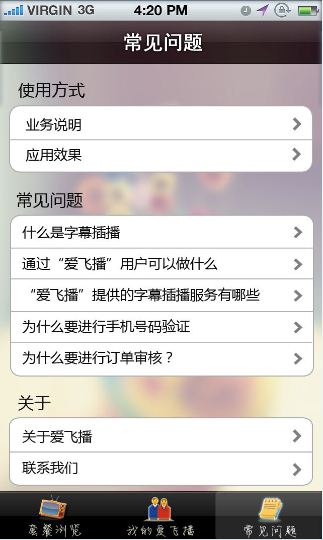 VIRGIN 3G 4:20 PM
常见问题
使用方式
业务说明
应用效果
常见问题
什么是字幕插播
通过“爱飞播”用户可以做什么
“爱飞播”提供的字幕插播服务有哪些
为什么要进行手机号码验证
为什么要进行订单审核？
关于
关于爱飞播
联系我们
套餐浏览 我的爱飞播 常见问题